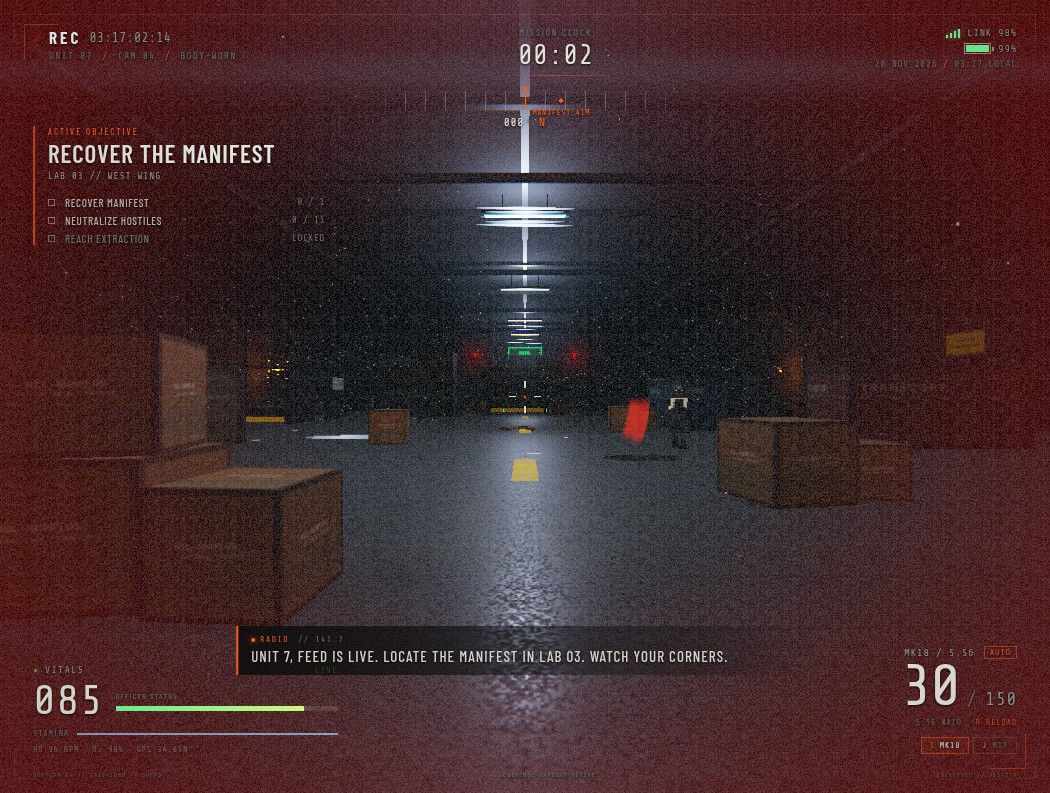 REC 03:17:02:14
UNIT 07 / CAM 04 / BODY-WORN
MISSION CLOCK
00:02
LINK 98%
99%
20 NOV 2026 / 03:17 LOCAL
MANIFEST 41M
000° N
ACTIVE OBJECTIVE
RECOVER THE MANIFEST
LAB 03 // WEST WING
RECOVER MANIFEST 0 / 1
NEUTRALIZE HOSTILES 0 / 11
REACH EXTRACTION LOCKED
RADIO // 141.7
UNIT 7, FEED IS LIVE. LOCATE THE MANIFEST IN LAB 03. WATCH YOUR CORNERS.
LIVE
VITALS
085
OFFICER STATUS
STAMINA
MK18 / 5.56 AUTO
30 / 150
5.56 NATO R RELOAD
1 MK18 2 M17